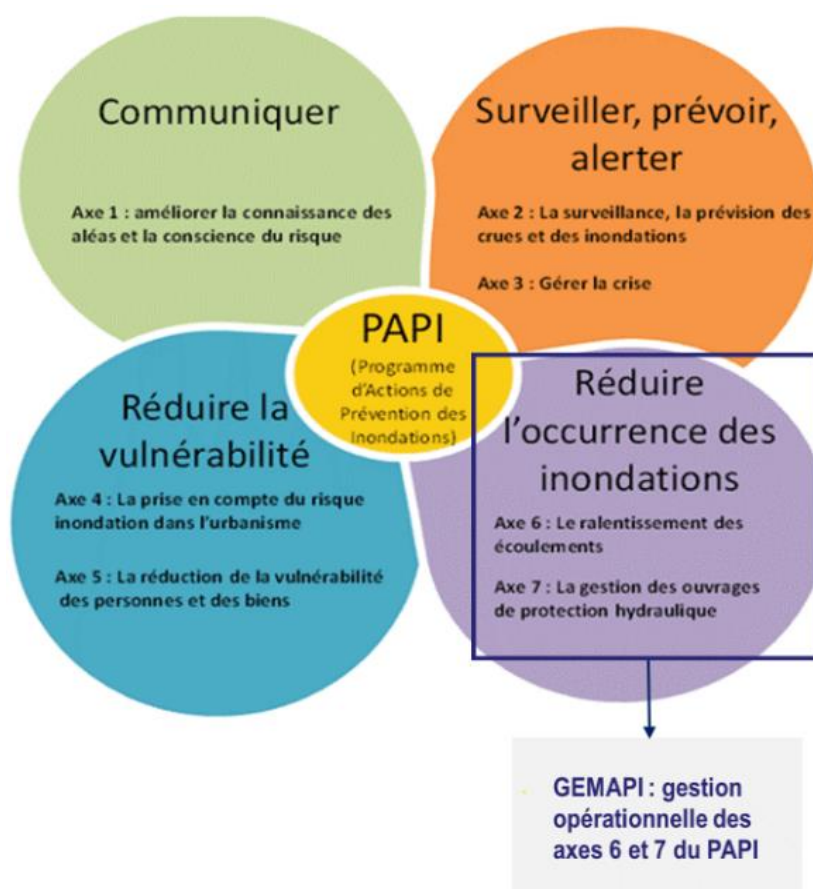 Communiquer
Axe 1 : améliorer la connaissance des
aléas et la conscience du risque
Surveiller, prévoir,
alerter
Axe 2 : La surveillance, la prévision des
crues et des inondations
Axe 3 : Gérer la crise
PAPI
(Programme
d'Actions de
Prévention des
Inondations)
Réduire la
vulnérabilité
Axe 4 : La prise en compte du risque
inondation dans l'urbanisme
Axe 5 : La réduction de la vulnérabilité
des personnes et des biens
Réduire
l'occurrence des
inondations
Axe 6 : Le ralentissement des
écoulements
Axe 7 : La gestion des ouvrages
de protection hydraulique
GEMAPI : gestion
opérationnelle des
axes 6 et 7 du PAPI